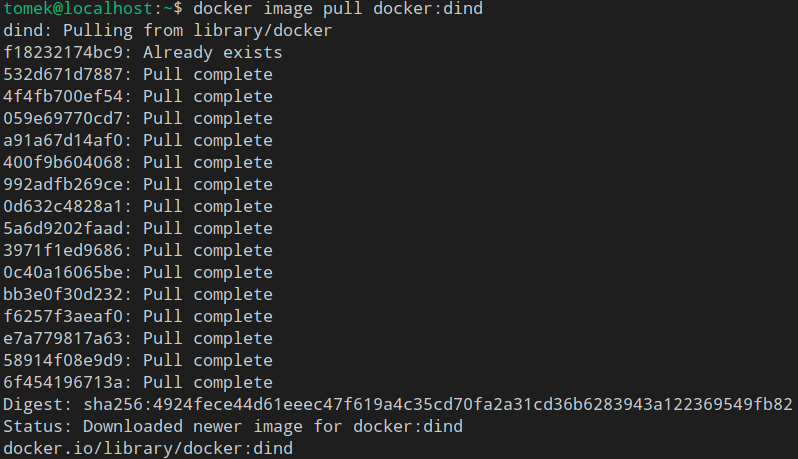 tomek@localhost:~$ docker image pull docker:dind
dind: Pulling from library/docker
f18232174bc9: Already exists
532d671d7887: Pull complete
4f4fb700ef54: Pull complete
059e69770cd7: Pull complete
a91a67d14af0: Pull complete
400f9b604068: Pull complete
992adfb269ce: Pull complete
0d632c4828a1: Pull complete
5a6d9202faad: Pull complete
3971f1ed9686: Pull complete
0c40a16065be: Pull complete
bb3e0f30d232: Pull complete
f6257f3aeaf0: Pull complete
e7a779817a63: Pull complete
58914f08e9d9: Pull complete
6f454196713a: Pull complete
Digest: sha256:4924fece44d61eeec47f619a4c35cd70fa2a31cd36b6283943a122369549fb82
Status: Downloaded newer image for docker:dind
docker.io/library/docker:dind